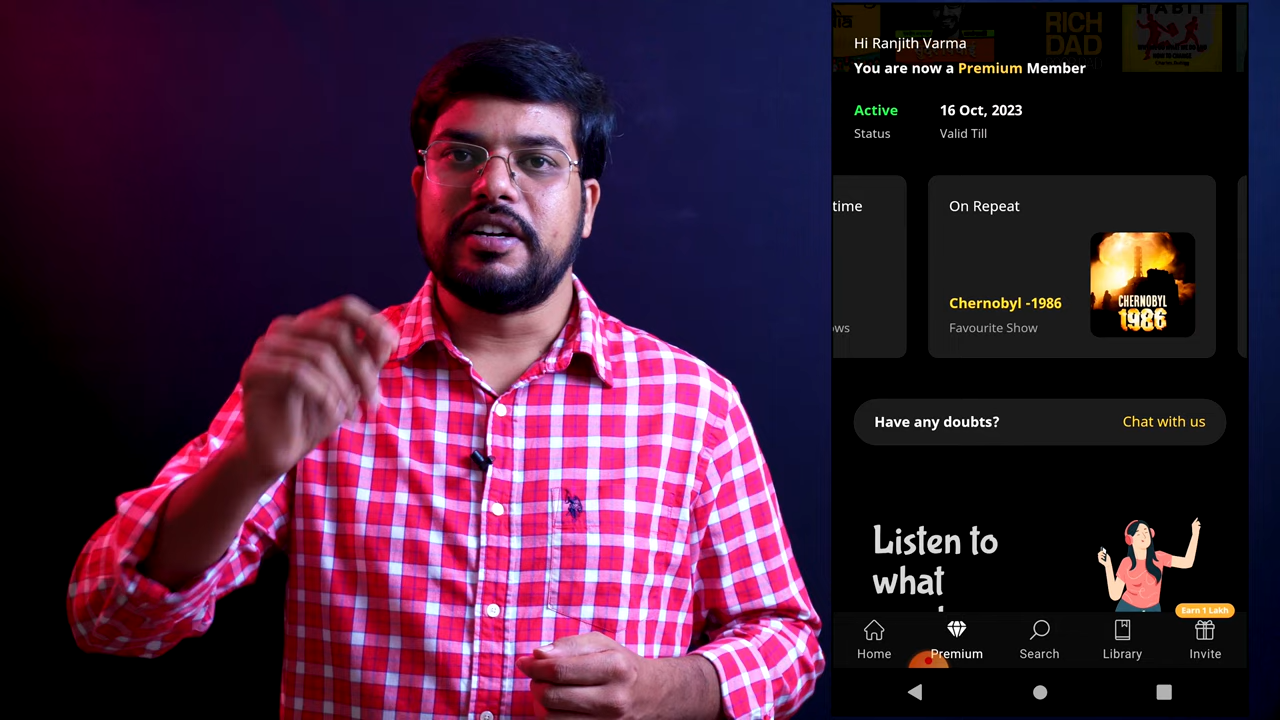 RICH
DAD
HABIT
Hi Ranjith Varma
You are now a Premium Member
Active
16 Oct, 2023
Status
Valid Till
time
On Repeat
CHERNOBYL
1986
Chernobyl -1986
ows
Favourite Show
Have any doubts?
Chat with us
Listen to
what
Earn 1 Lakh
Home
Premium
Search
Library
Invite